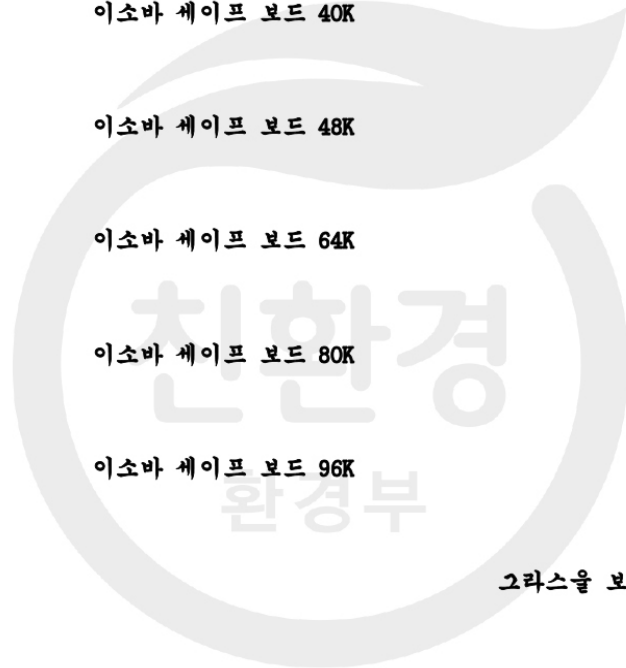 이소바 세이프 보드 40K
이소바 세이프 보드 48K
이소바 세이프 보드 64K
친환경
이소바 세이프 보드 80K
이소바 세이프 보드 96K
환경부
그라스울 보